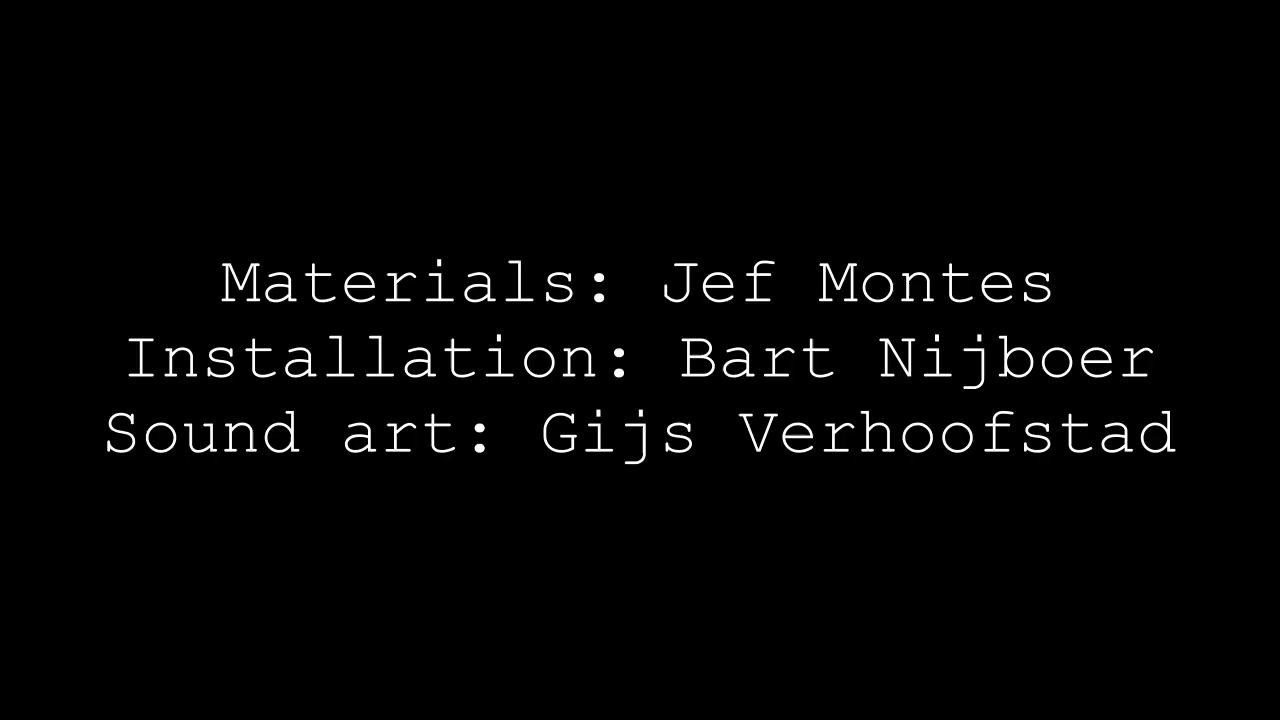 Materials: Jef Montes
Installation: Bart Nijboer
Sound art: Gijs Verhoofstad